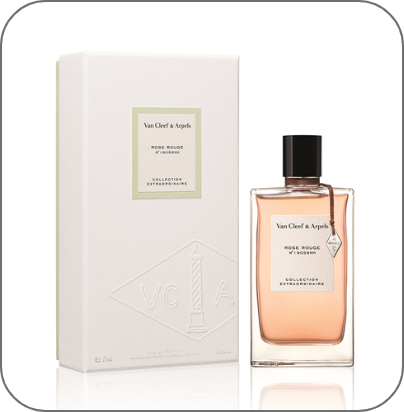 Van Cleef & Arpels
ROSE ROUGE
COLLECTION
EXTRAORDINAIRE
VC A
Van Cleef & Arpels
ROSE ROUGE
COLLECTION
EXTRAORDINAIRE